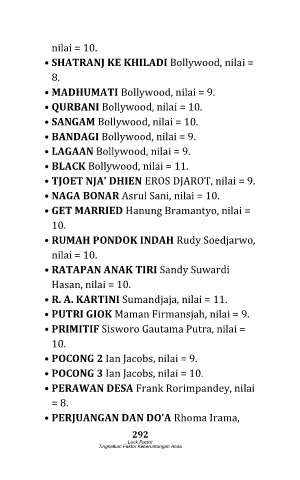 nilai = 10.
• SHATRANJ KE KHILADI Bollywood, nilai =
8.
• MADHUMATI Bollywood, nilai = 9.
• QURBANI Bollywood, nilai = 10.
• SANGAM Bollywood, nilai = 10.
• BANDAGI Bollywood, nilai = 9.
• LAGAAN Bollywood, nilai = 9.
• BLACK Bollywood, nilai = 11.
• TJOET NJA’ DHIEN EROS DJAROT, nilai = 9.
• NAGA BONAR Asrul Sani, nilai = 10.
• GET MARRIED Hanung Bramantyo, nilai =
10.
• RUMAH PONDOK INDAH Rudy Soedjarwo,
nilai = 10.
• RATAPAN ANAK TIRI Sandy Suwardi
Hasan, nilai = 10.
• R. A. KARTINI Sumandjaja, nilai = 11.
• PUTRI GIOK Maman Firmansjah, nilai = 9.
• PRIMITIF Sisworo Gautama Putra, nilai =
10.
• POCONG 2 Ian Jacobs, nilai = 9.
• POCONG 3 Ian Jacobs, nilai = 10.
• PERAWAN DESA Frank Rorimpandey, nilai
= 8.
• PERJUANGAN DAN DO’A Rhoma Irama,
292
Luck Factor
Tingkatkan Faktor Keberuntungan Anda